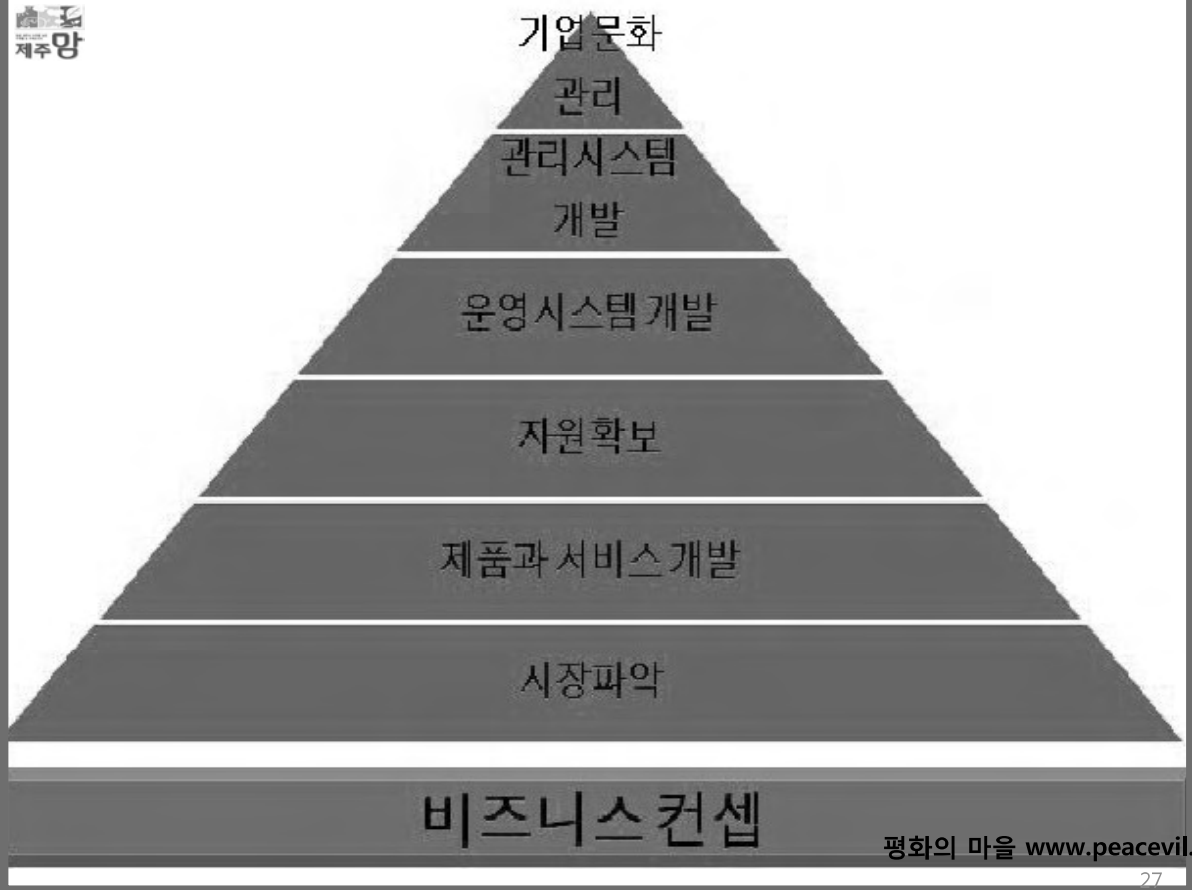 제주맘
기업문화
관리
관리시스템
개발
운영시스템개발
자원확보
제품과 서비스개발
시장파악
비즈니스컨셉
평화의 마을 www.peacevil.
27